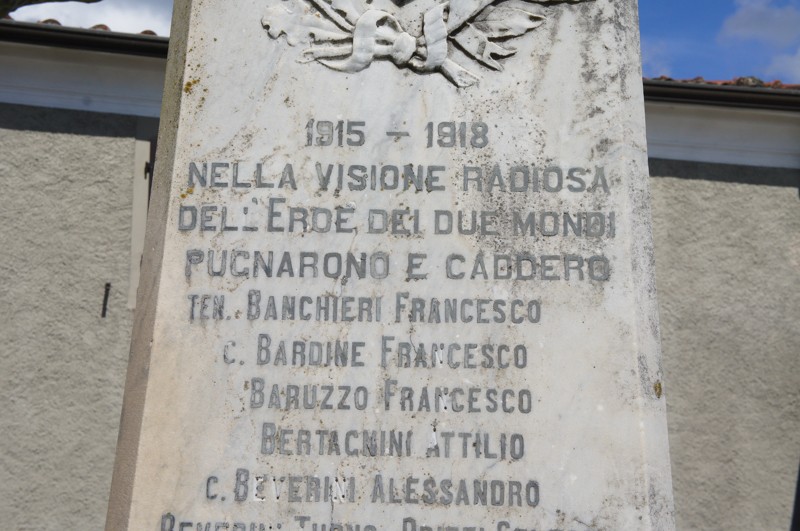 1915 – 1918
NELLA VISIONE RADIOSA
DELL'EROE DEI DUE MONDI
PUGNARONO E CADDERO
TEN. BANCHIERI FRANCESCO
C. BARDINE FRANCESCO
BARUZZO FRANCESCO
BERTAGNINI ATTILIO
C. BEVERINI ALESSANDRO
BEVERINI